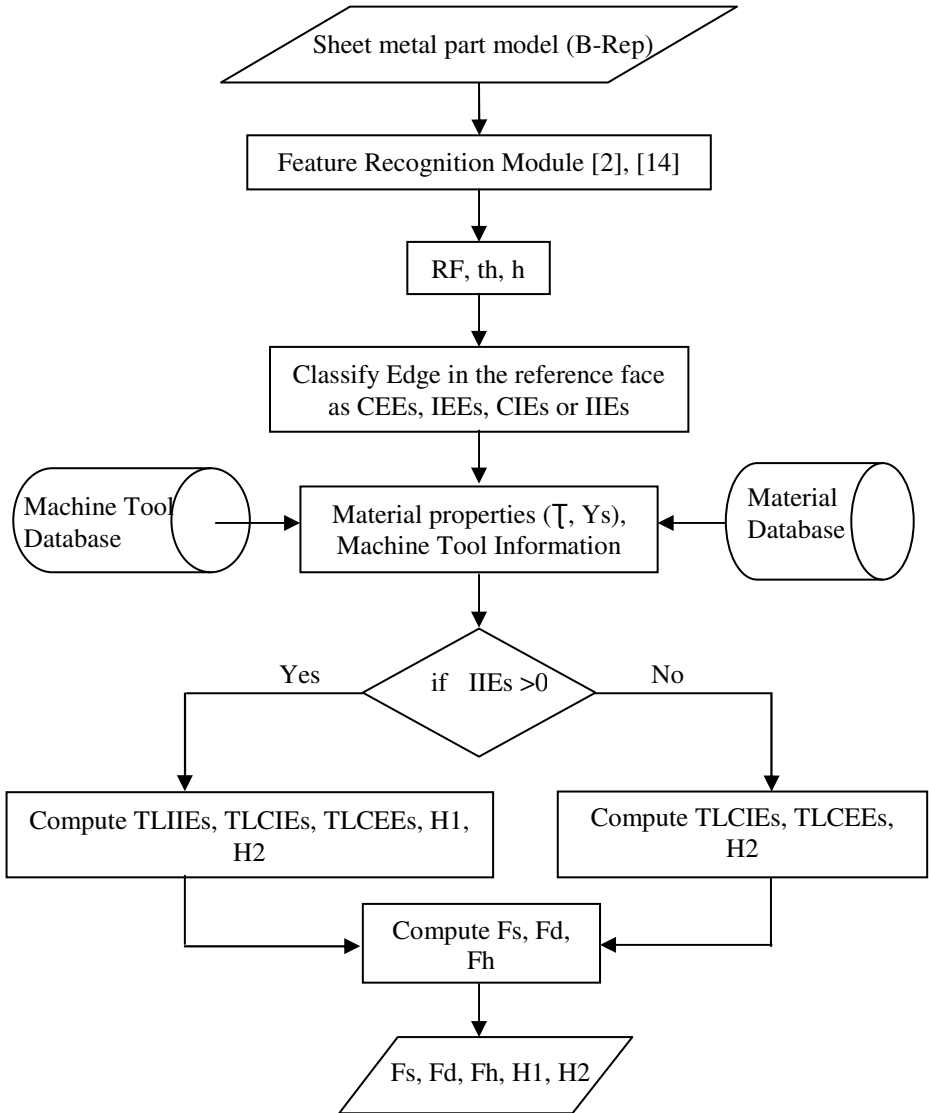 Sheet metal part model (B-Rep)
Feature Recognition Module [2], [14]
RF, th, h
Classify Edge in the reference face
as CEEs, IEEs, CIEs or IIEs
Machine Tool
Database
Material properties (Ʈ, Ys),
Machine Tool Information
Material
Database
if IIEs >0
Yes
No
Compute TLIIEs, TLCIEs, TLCEEs, H1,
H2
Compute TLCIEs, TLCEEs,
H2
Compute Fs, Fd,
Fh
Fs, Fd, Fh, H1, H2